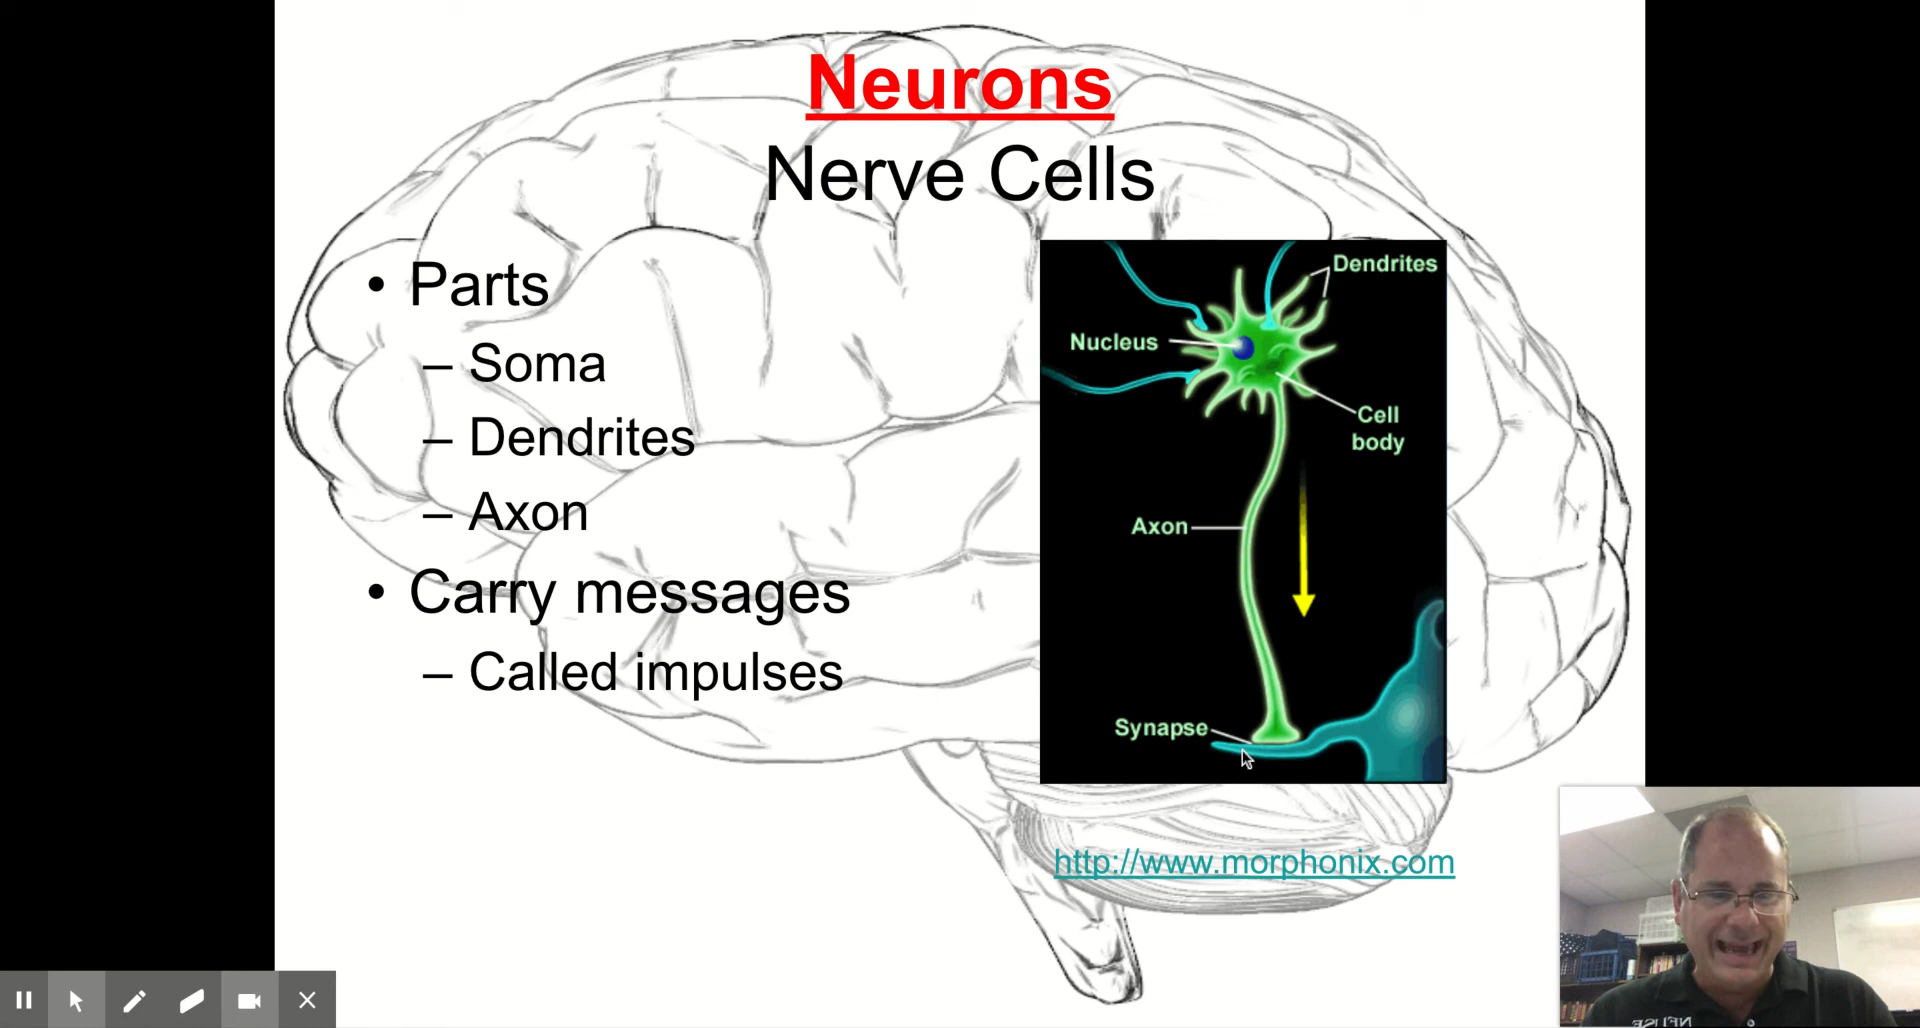 Neurons
Nerve Cells
• Parts
– Soma
– Dendrites
– Axon
• Carry messages
– Called impulses
Dendrites
Nucleus
Cell
body
Axon
Synapse
http://www.morphonix.com